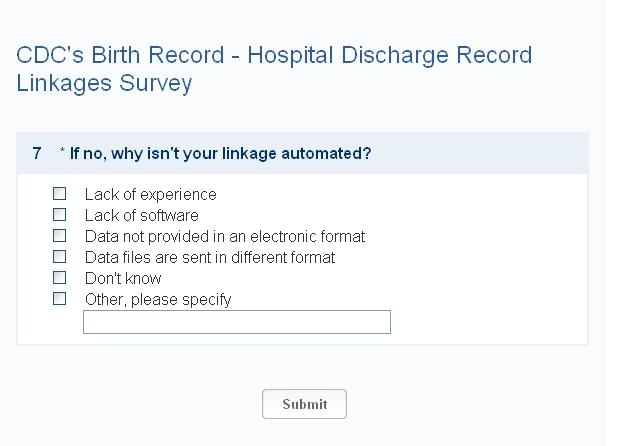 CDC's Birth Record - Hospital Discharge Record
Linkages Survey
7 * If no, why isn't your linkage automated?
Lack of experience
Lack of software
Data not provided in an electronic format
Data files are sent in different format
Don't know
Other, please specify
Submit